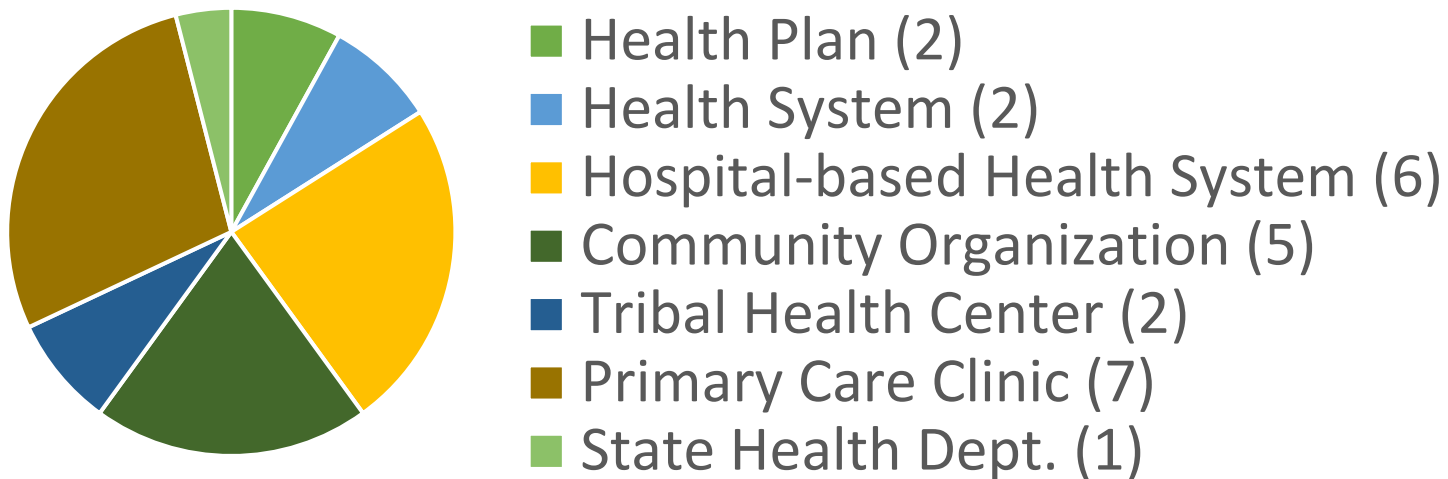 Health Plan (2)
Health System (2)
Hospital-based Health System (6)
Community Organization (5)
Tribal Health Center (2)
Primary Care Clinic (7)
State Health Dept. (1)